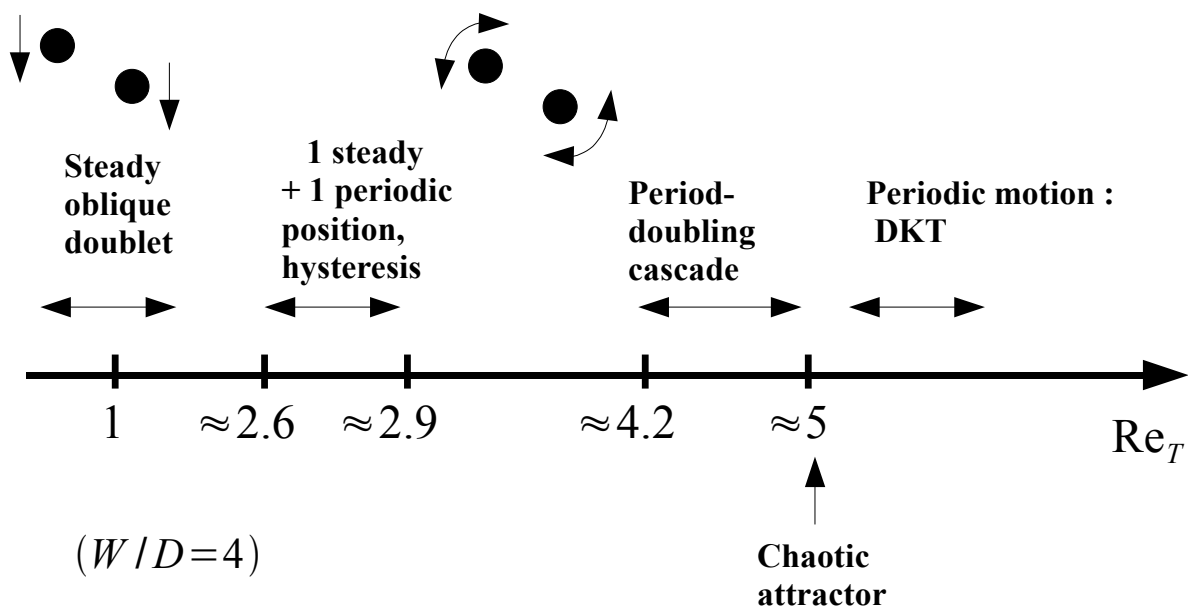 Steady
oblique
doublet
1 steady
+ 1 periodic
position,
hysteresis
Period-
doubling
cascade
Periodic motion :
DKT
1
≈2.6
≈2.9
≈4.2
≈5
Re_T
(W/D=4)
Chaotic
attractor